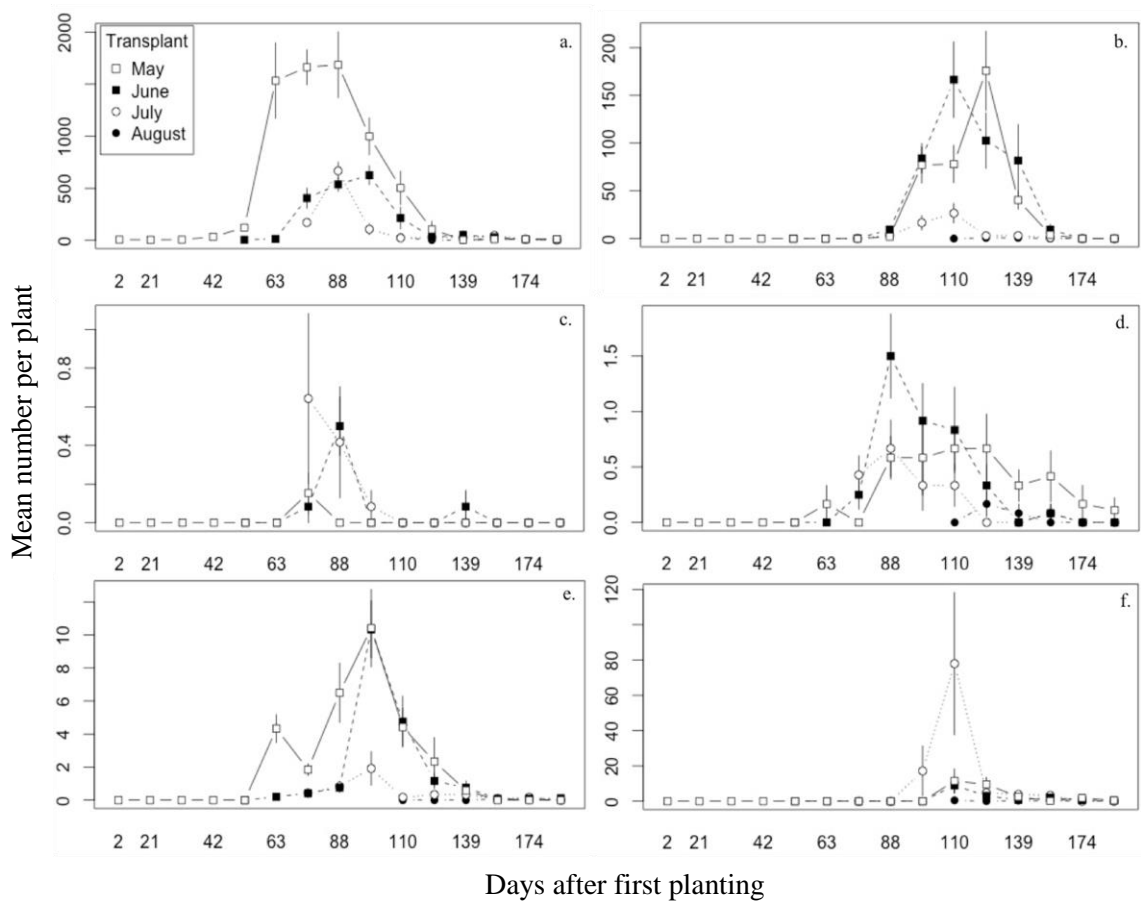 Mean number per plant
Transplant
May
June
July
August
a.
0 500 1000 2000
2 21 42 63 88 110 139 174
b.
0 50 100 150 200
2 21 42 63 88 110 139 174
c.
0.0 0.4 0.8
2 21 42 63 88 110 139 174
d.
0.0 0.5 1.0 1.5
2 21 42 63 88 110 139 174
e.
0 2 4 6 8 10
2 21 42 63 88 110 139 174
f.
0 20 40 60 80 120
2 21 42 63 88 110 139 174
Days after first planting